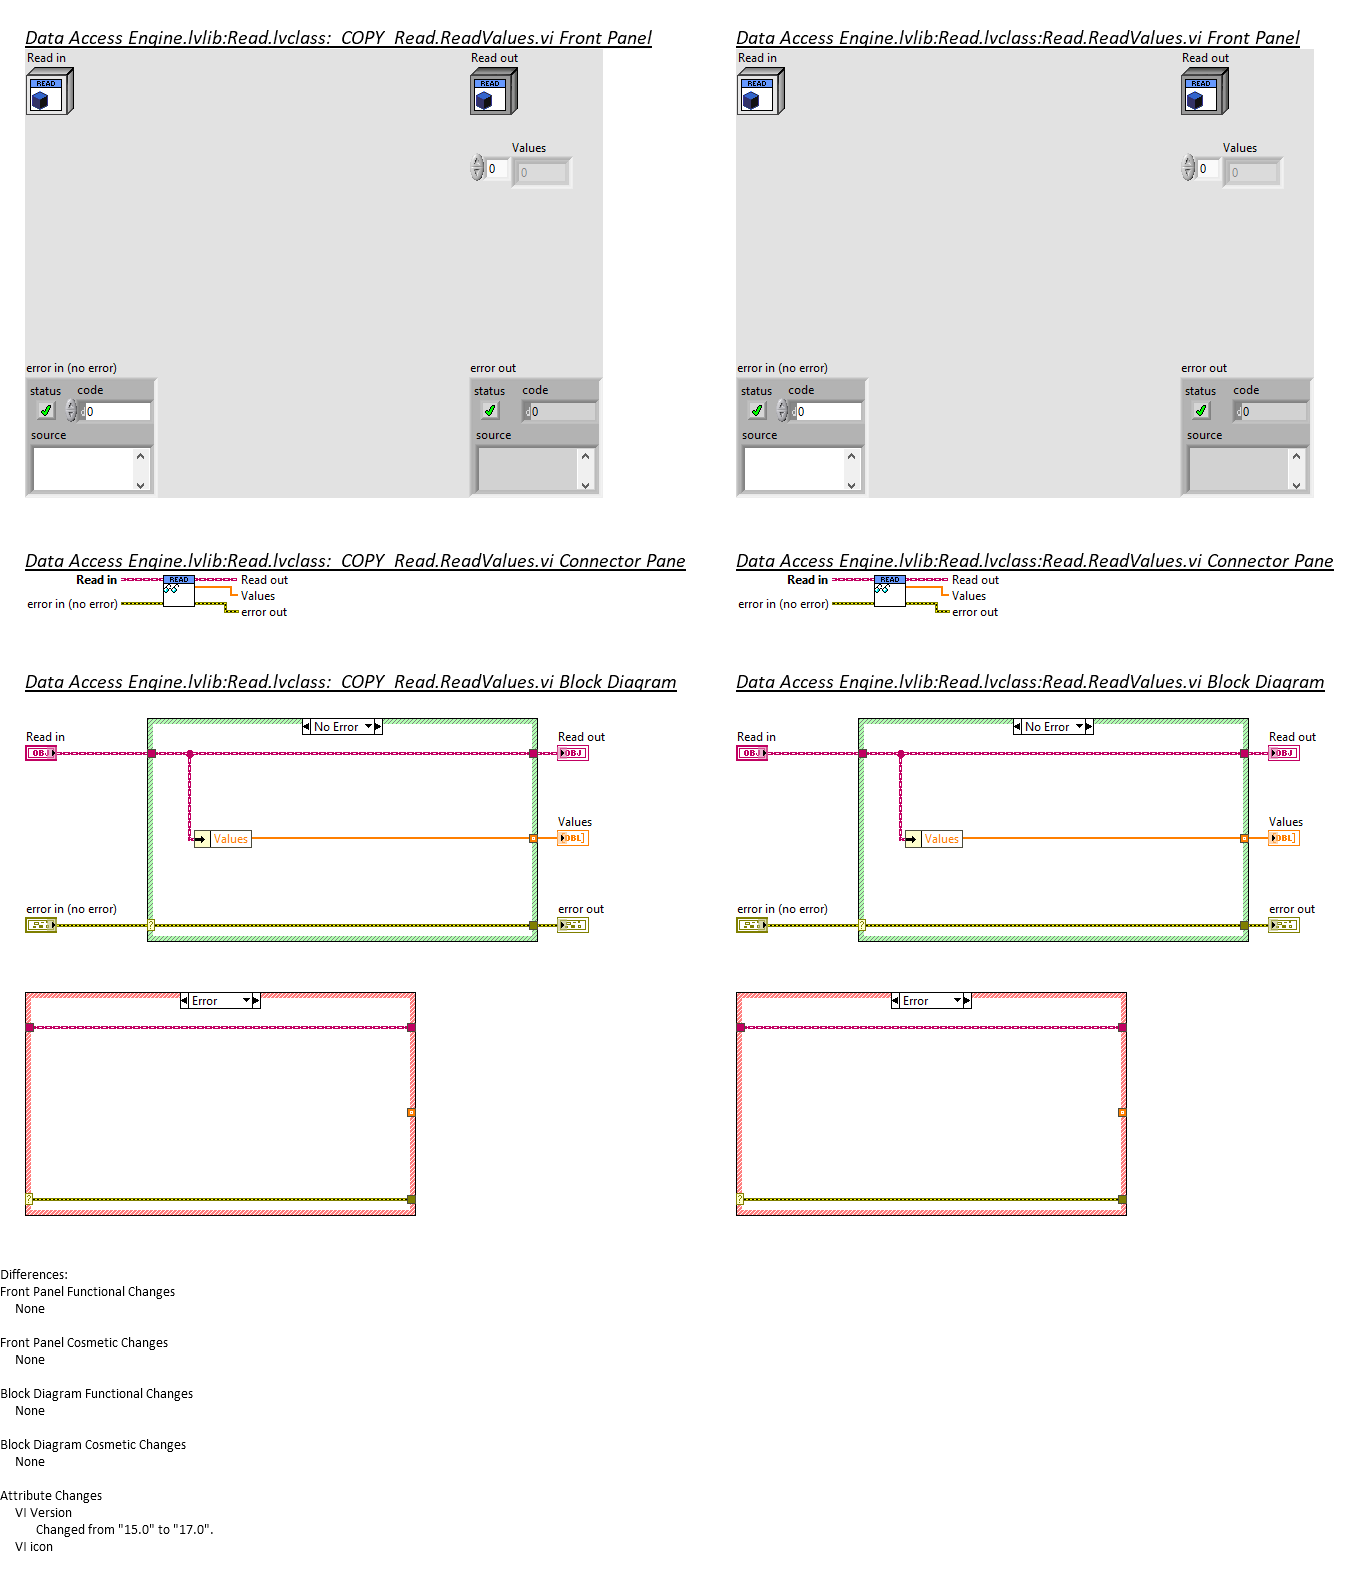 Data Access Engine.lvlib:Read.lvclass:  COPY  Read.ReadValues.vi Front Panel
Read in
READ
Read out
READ
Values
0
0
error in (no error)
status
code
d
0
source
error out
status
code
d
0
source
Data Access Engine.lvlib:Read.lvclass:Read.ReadValues.vi Front Panel
Read in
READ
Read out
READ
Values
0
0
error in (no error)
status
code
d
0
source
error out
status
code
d
0
source
Data Access Engine.lvlib:Read.lvclass:  COPY  Read.ReadValues.vi Connector Pane
Read in
READ
Read out
Values
error in (no error)
error out
Data Access Engine.lvlib:Read.lvclass:Read.ReadValues.vi Connector Pane
Read in
READ
Read out
Values
error in (no error)
error out
Data Access Engine.lvlib:Read.lvclass:  COPY  Read.ReadValues.vi Block Diagram
No Error
Read in
OBJ
Read out
OBJ
Values
Values
DBL]
error in (no error)
?
error out
Error
?
Data Access Engine.lvlib:Read.lvclass:Read.ReadValues.vi Block Diagram
No Error
Read in
OBJ
Read out
OBJ
Values
Values
DBL]
error in (no error)
?
error out
Error
?
Differences:
Front Panel Functional Changes
None
Front Panel Cosmetic Changes
None
Block Diagram Functional Changes
None
Block Diagram Cosmetic Changes
None
Attribute Changes
VI Version
Changed from "15.0" to "17.0".
VI icon